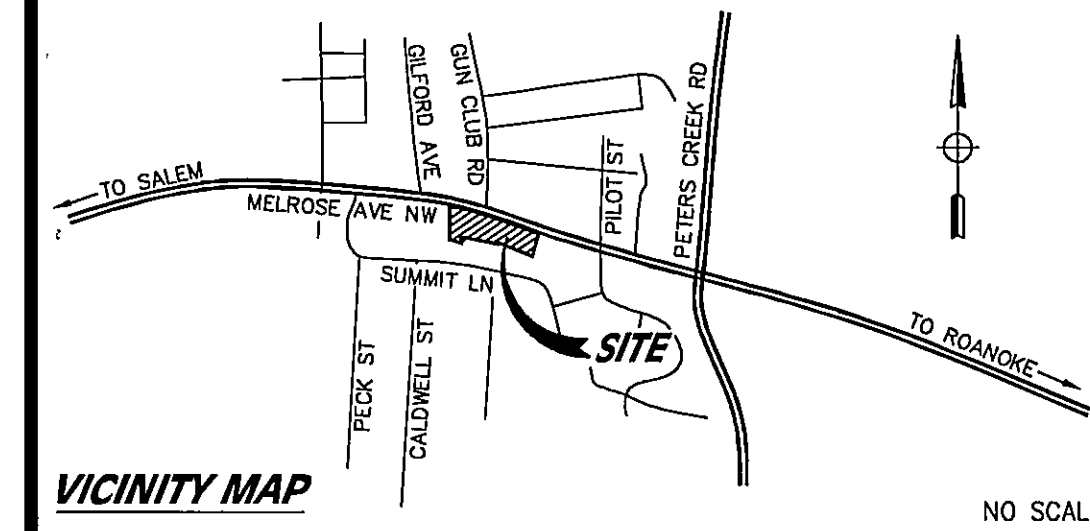 GILFORD AVE
GUN CLUB RD
PILOT ST
PETERS CREEK RD
TO SALEM
MELROSE AVE NW
SUMMIT LN
PECK ST
CALDWELL ST
SITE
TO ROANOKE
VICINITY MAP
NO SCAL